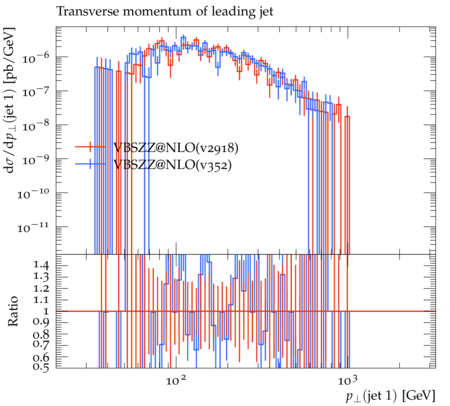 Transverse momentum of leading jet
dσ/dp⊥(jet 1) [pb/GeV]
10⁻⁶
10⁻⁷
10⁻⁸
10⁻⁹
10⁻¹⁰
10⁻¹¹
VBSZZ@NLO(v2918)
VBSZZ@NLO(v352)
Ratio
1.4
1.3
1.2
1.1
1
0.9
0.8
0.7
0.6
0.5
10² 10³
p⊥(jet 1) [GeV]